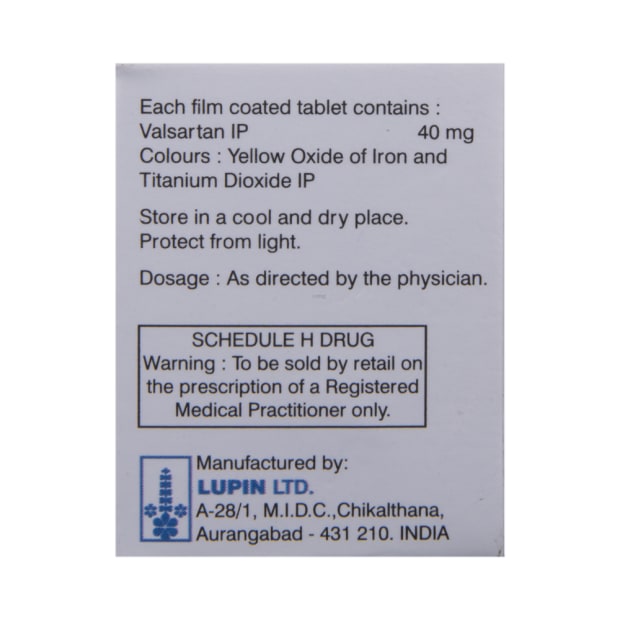 Each film coated tablet contains :
Valsartan IP 40 mg
Colours : Yellow Oxide of Iron and
Titanium Dioxide IP
Store in a cool and dry place.
Protect from light.
Dosage : As directed by the physician.
SCHEDULE H DRUG
Warning : To be sold by retail on
the prescription of a Registered
Medical Practitioner only.
Manufactured by:
LUPIN LTD.
A-28/1, M.I.D.C.,Chikalthana,
Aurangabad - 431 210. INDIA